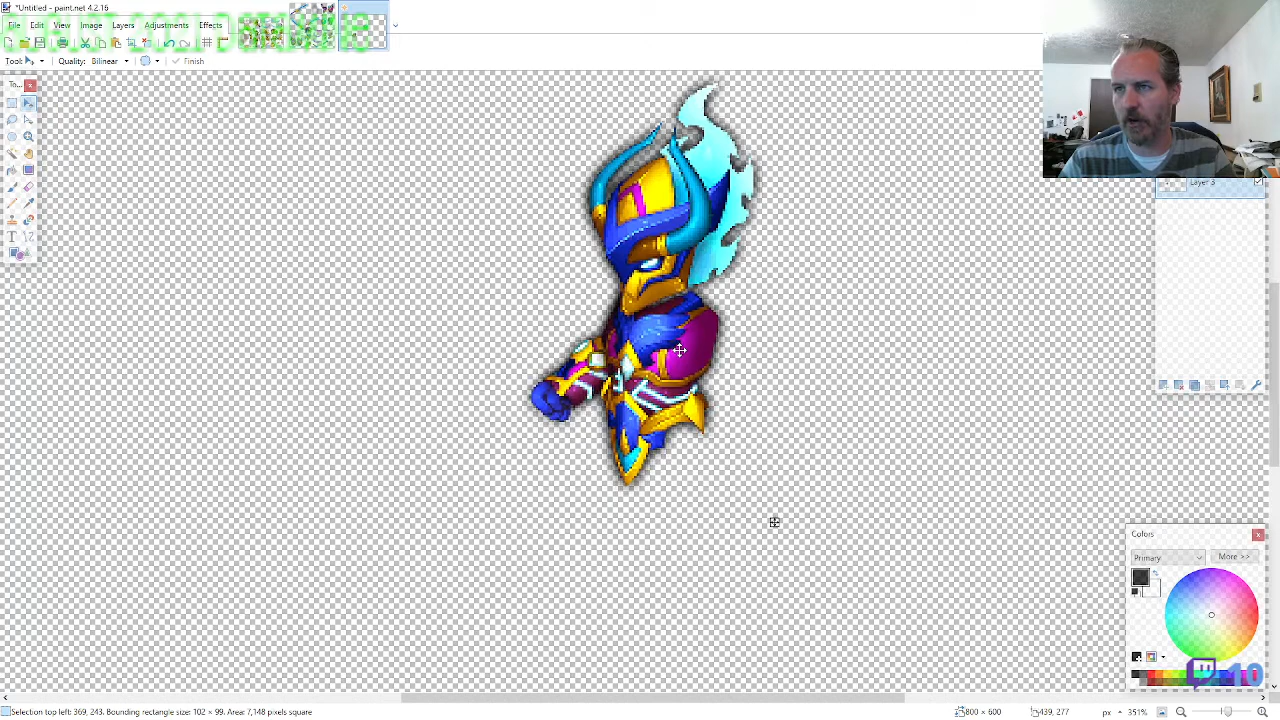 *Untitled - paint.net 4.2.16
File Edit View Image Layers Adjustments Effects
Tool: Quality: Bilinear Finish
To...
Layer 3
Colors
Primary More >>
10
Selection top left: 369, 243. Bounding rectangle size: 102 × 99. Area: 7,148 pixels square 800 × 600 439, 277 px 351%